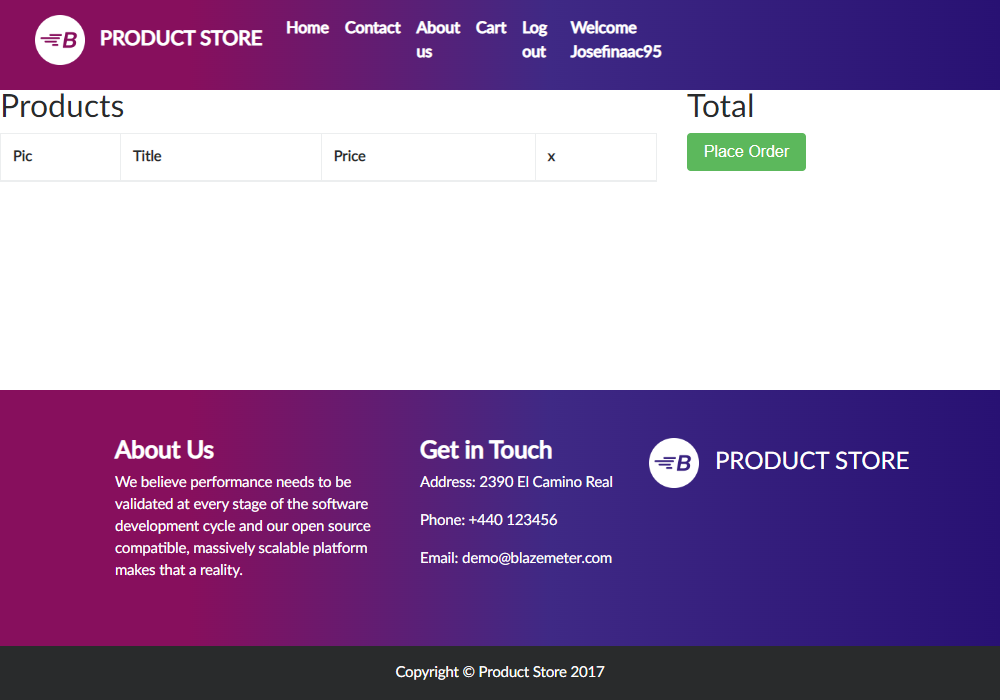 B PRODUCT STORE Home Contact About us Cart Log out Welcome Josefinaac95
Products
Total
Pic Title Price x
Place Order
About Us
We believe performance needs to be
validated at every stage of the software
development cycle and our open source
compatible, massively scalable platform
makes that a reality.
Get in Touch
Address: 2390 El Camino Real
Phone: +440 123456
Email: demo@blazemeter.com
B PRODUCT STORE
Copyright © Product Store 2017